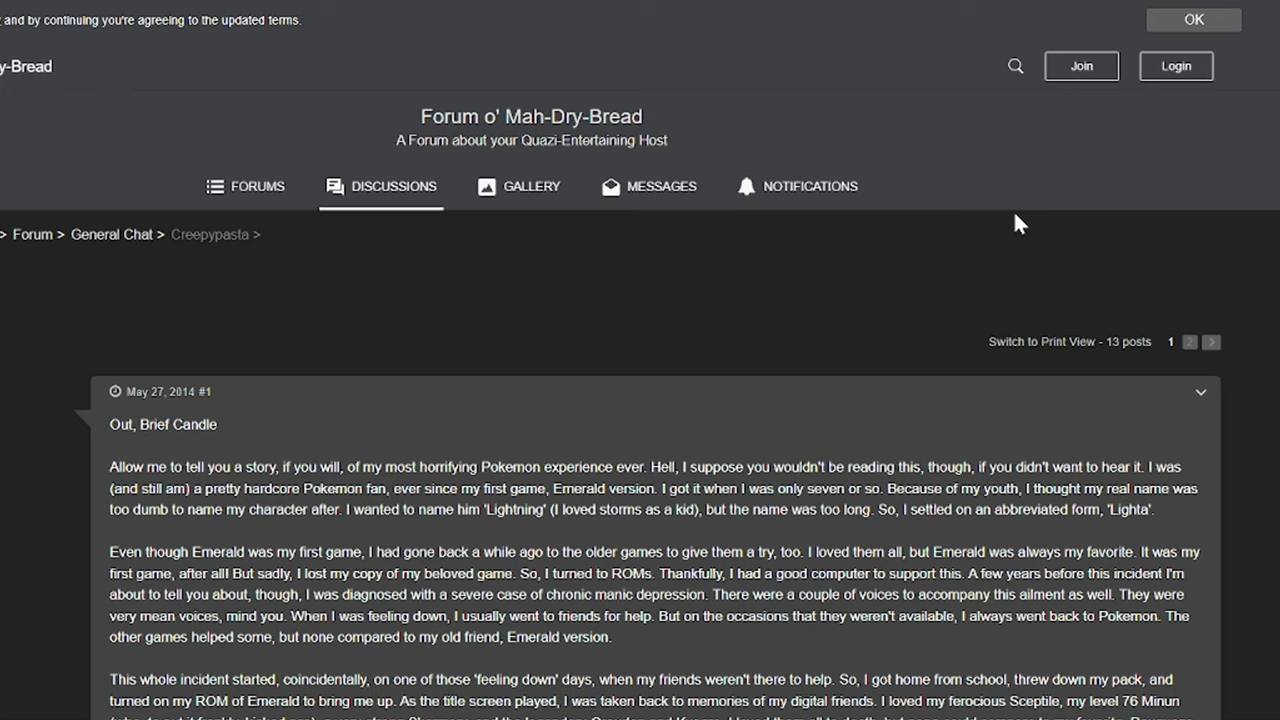 and by continuing you're agreeing to the updated terms.
OK
y-Bread
Join
Login
Forum o' Mah-Dry-Bread
A Forum about your Quazi-Entertaining Host
FORUMS
DISCUSSIONS
GALLERY
MESSAGES
NOTIFICATIONS
> Forum > General Chat > Creepypasta >
Switch to Print View - 13 posts 1 2 >
May 27, 2014 #1
Out, Brief Candle
Allow me to tell you a story, if you will, of my most horrifying Pokemon experience ever. Hell, I suppose you wouldn't be reading this, though, if you didn't want to hear it. I was
(and still am) a pretty hardcore Pokemon fan, ever since my first game, Emerald version. I got it when I was only seven or so. Because of my youth, I thought my real name was
too dumb to name my character after. I wanted to name him 'Lightning' (I loved storms as a kid), but the name was too long. So, I settled on an abbreviated form, 'Lighta'.
Even though Emerald was my first game, I had gone back a while ago to the older games to give them a try, too. I loved them all, but Emerald was always my favorite. It was my
first game, after all! But sadly, I lost my copy of my beloved game. So, I turned to ROMs. Thankfully, I had a good computer to support this. A few years before this incident I'm
about to tell you about, though, I was diagnosed with a severe case of chronic manic depression. There were a couple of voices to accompany this ailment as well. They were
very mean voices, mind you. When I was feeling down, I usually went to friends for help. But on the occasions that they weren't available, I always went back to Pokemon. The
other games helped some, but none compared to my old friend, Emerald version.
This whole incident started, coincidentally, on one of those 'feeling down' days, when my friends weren't there to help. So, I got home from school, threw down my pack, and
turned on my ROM of Emerald to bring me up. As the title screen played, I was taken back to memories of my digital friends. I loved my ferocious Sceptile, my level 76 Minun